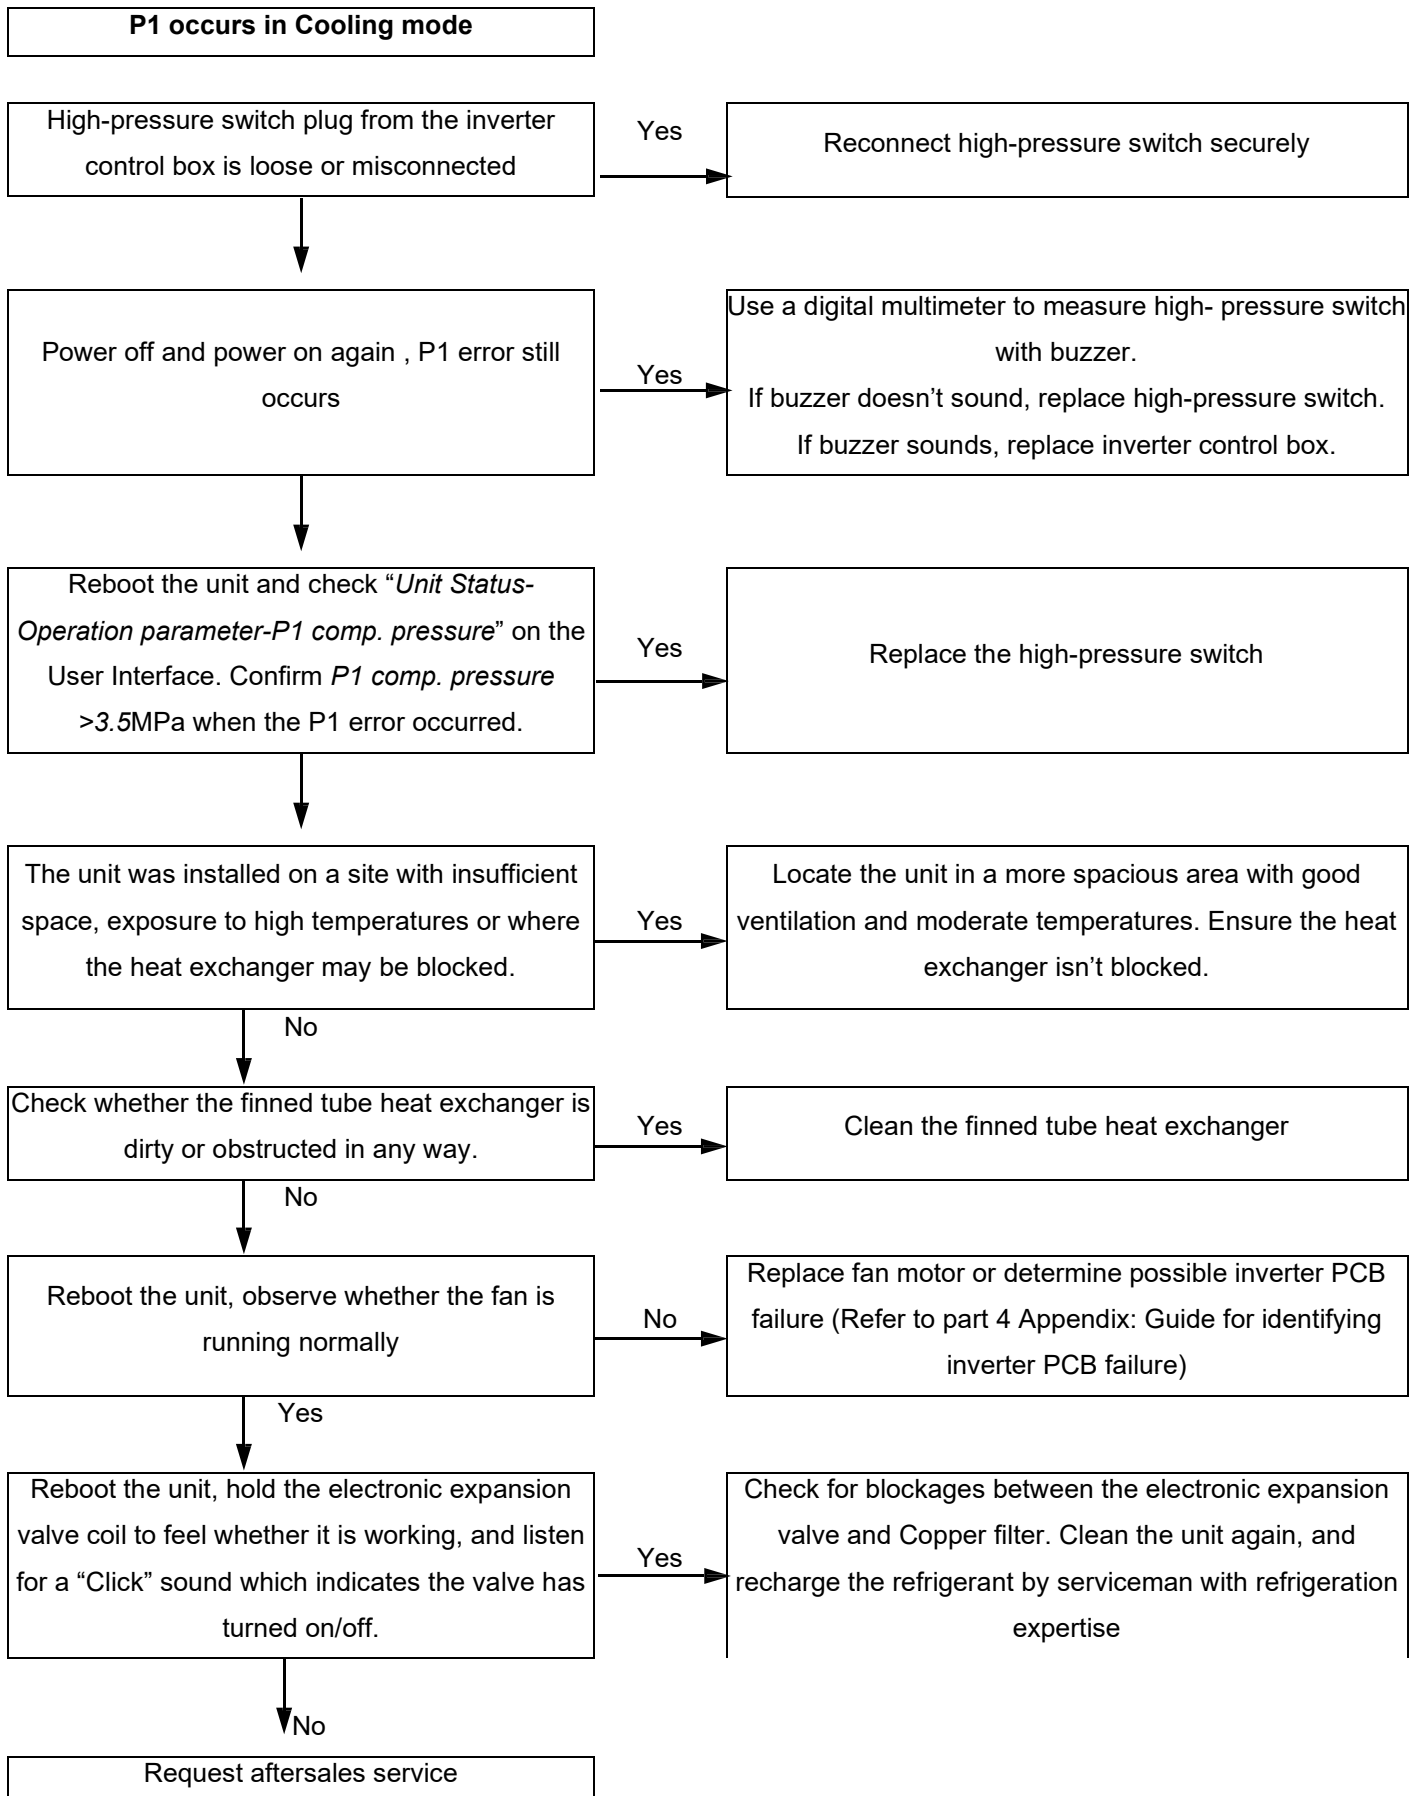 P1 occurs in Cooling mode
High-pressure switch plug from the inverter
control box is loose or misconnected
Yes
Reconnect high-pressure switch securely
Power off and power on again , P1 error still
occurs
Yes
Use a digital multimeter to measure high- pressure switch
with buzzer.
If buzzer doesn’t sound, replace high-pressure switch.
If buzzer sounds, replace inverter control box.
Reboot the unit and check “Unit Status-
Operation parameter-P1 comp. pressure” on the
User Interface. Confirm P1 comp. pressure
>3.5MPa when the P1 error occurred.
Yes
Replace the high-pressure switch
The unit was installed on a site with insufficient
space, exposure to high temperatures or where
the heat exchanger may be blocked.
Yes
Locate the unit in a more spacious area with good
ventilation and moderate temperatures. Ensure the heat
exchanger isn’t blocked.
No
Check whether the finned tube heat exchanger is
dirty or obstructed in any way.
Yes
Clean the finned tube heat exchanger
No
Reboot the unit, observe whether the fan is
running normally
No
Replace fan motor or determine possible inverter PCB
failure (Refer to part 4 Appendix: Guide for identifying
inverter PCB failure)
Yes
Reboot the unit, hold the electronic expansion
valve coil to feel whether it is working, and listen
for a “Click” sound which indicates the valve has
turned on/off.
Yes
Check for blockages between the electronic expansion
valve and Copper filter. Clean the unit again, and
recharge the refrigerant by serviceman with refrigeration
expertise
No
Request aftersales service